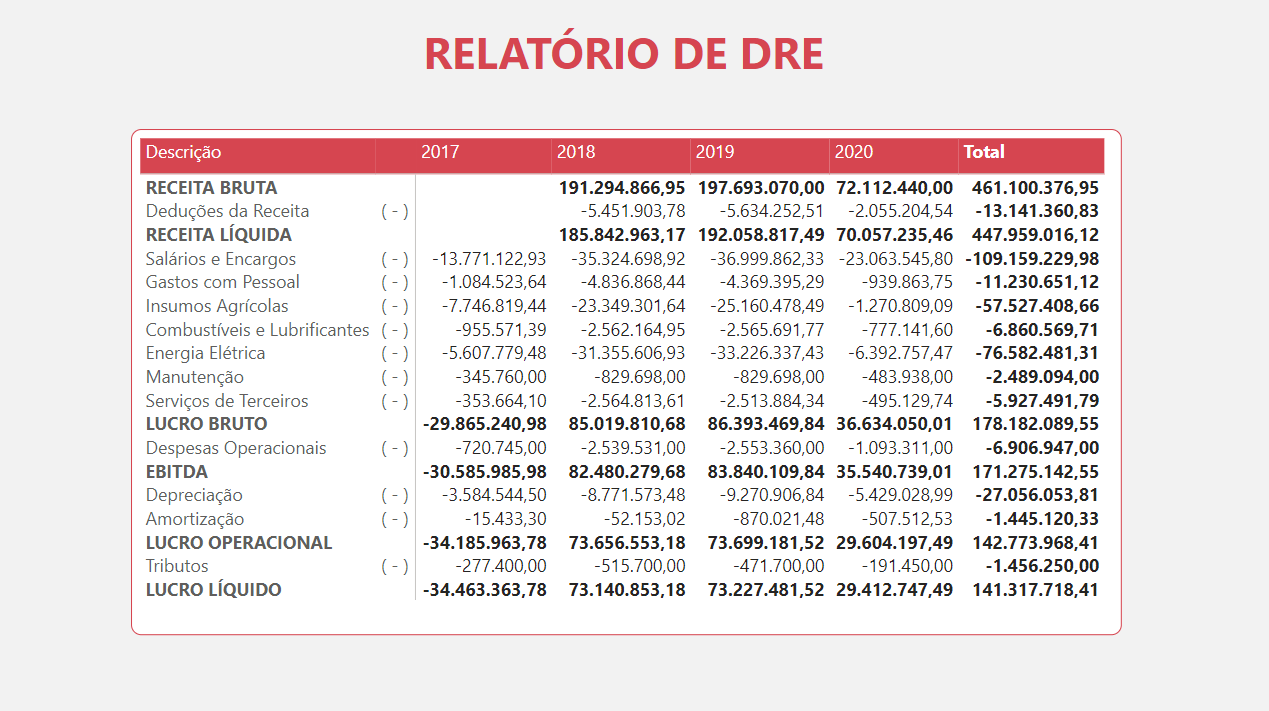 RELATÓRIO DE DRE
Descrição 2017 2018 2019 2020 Total
RECEITA BRUTA 191.294.866,95 197.693.070,00 72.112.440,00 461.100.376,95
Deduções da Receita ( - ) -5.451.903,78 -5.634.252,51 -2.055.204,54 -13.141.360,83
RECEITA LÍQUIDA 185.842.963,17 192.058.817,49 70.057.235,46 447.959.016,12
Salários e Encargos ( - ) -13.771.122,93 -35.324.698,92 -36.999.862,33 -23.063.545,80 -109.159.229,98
Gastos com Pessoal ( - ) -1.084.523,64 -4.836.868,44 -4.369.395,29 -939.863,75 -11.230.651,12
Insumos Agrícolas ( - ) -7.746.819,44 -23.349.301,64 -25.160.478,49 -1.270.809,09 -57.527.408,66
Combustíveis e Lubrificantes ( - ) -955.571,39 -2.562.164,95 -2.565.691,77 -777.141,60 -6.860.569,71
Energia Elétrica ( - ) -5.607.779,48 -31.355.606,93 -33.226.337,43 -6.392.757,47 -76.582.481,31
Manutenção ( - ) -345.760,00 -829.698,00 -829.698,00 -483.938,00 -2.489.094,00
Serviços de Terceiros ( - ) -353.664,10 -2.564.813,61 -2.513.884,34 -495.129,74 -5.927.491,79
LUCRO BRUTO -29.865.240,98 85.019.810,68 86.393.469,84 36.634.050,01 178.182.089,55
Despesas Operacionais ( - ) -720.745,00 -2.539.531,00 -2.553.360,00 -1.093.311,00 -6.906.947,00
EBITDA -30.585.985,98 82.480.279,68 83.840.109,84 35.540.739,01 171.275.142,55
Depreciação ( - ) -3.584.544,50 -8.771.573,48 -9.270.906,84 -5.429.028,99 -27.056.053,81
Amortização ( - ) -15.433,30 -52.153,02 -870.021,48 -507.512,53 -1.445.120,33
LUCRO OPERACIONAL -34.185.963,78 73.656.553,18 73.699.181,52 29.604.197,49 142.773.968,41
Tributos ( - ) -277.400,00 -515.700,00 -471.700,00 -191.450,00 -1.456.250,00
LUCRO LÍQUIDO -34.463.363,78 73.140.853,18 73.227.481,52 29.412.747,49 141.317.718,41